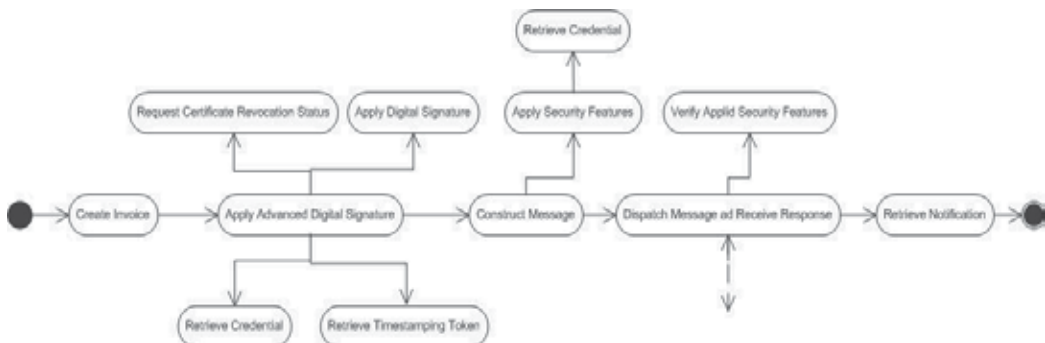 Retrieve Credential
Request Certificate Revocation Status
Apply Digital Signature
Apply Security Features
Verify Applid Security Features
Create Invoice
Apply Advanced Digital Signature
Construct Message
Dispatch Message ad Receive Response
Retrieve Notification
Retrieve Credential
Retrieve Timestamping Token